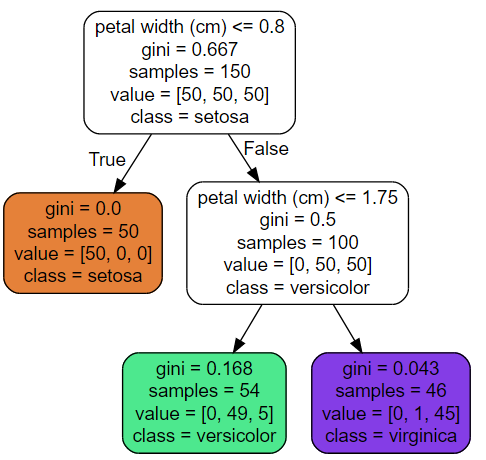 petal width (cm) <= 0.8
gini = 0.667
samples = 150
value = [50, 50, 50]
class = setosa
True
False
gini = 0.0
samples = 50
value = [50, 0, 0]
class = setosa
petal width (cm) <= 1.75
gini = 0.5
samples = 100
value = [0, 50, 50]
class = versicolor
gini = 0.168
samples = 54
value = [0, 49, 5]
class = versicolor
gini = 0.043
samples = 46
value = [0, 1, 45]
class = virginica